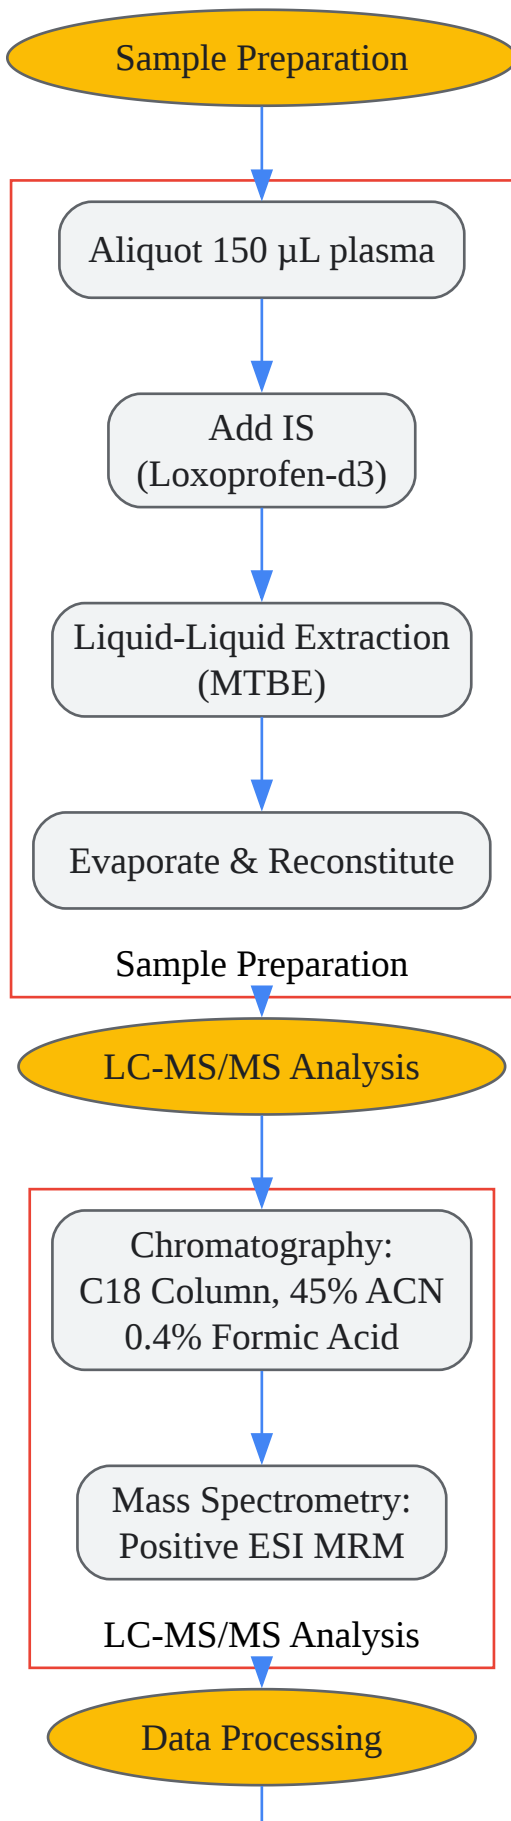 Sample Preparation
Aliquot 150 µL plasma
Add IS
(Loxoprofen-d3)
Liquid-Liquid Extraction
(MTBE)
Evaporate & Reconstitute
Sample Preparation
LC-MS/MS Analysis
Chromatography:
C18 Column, 45% ACN
0.4% Formic Acid
Mass Spectrometry:
Positive ESI MRM
LC-MS/MS Analysis
Data Processing